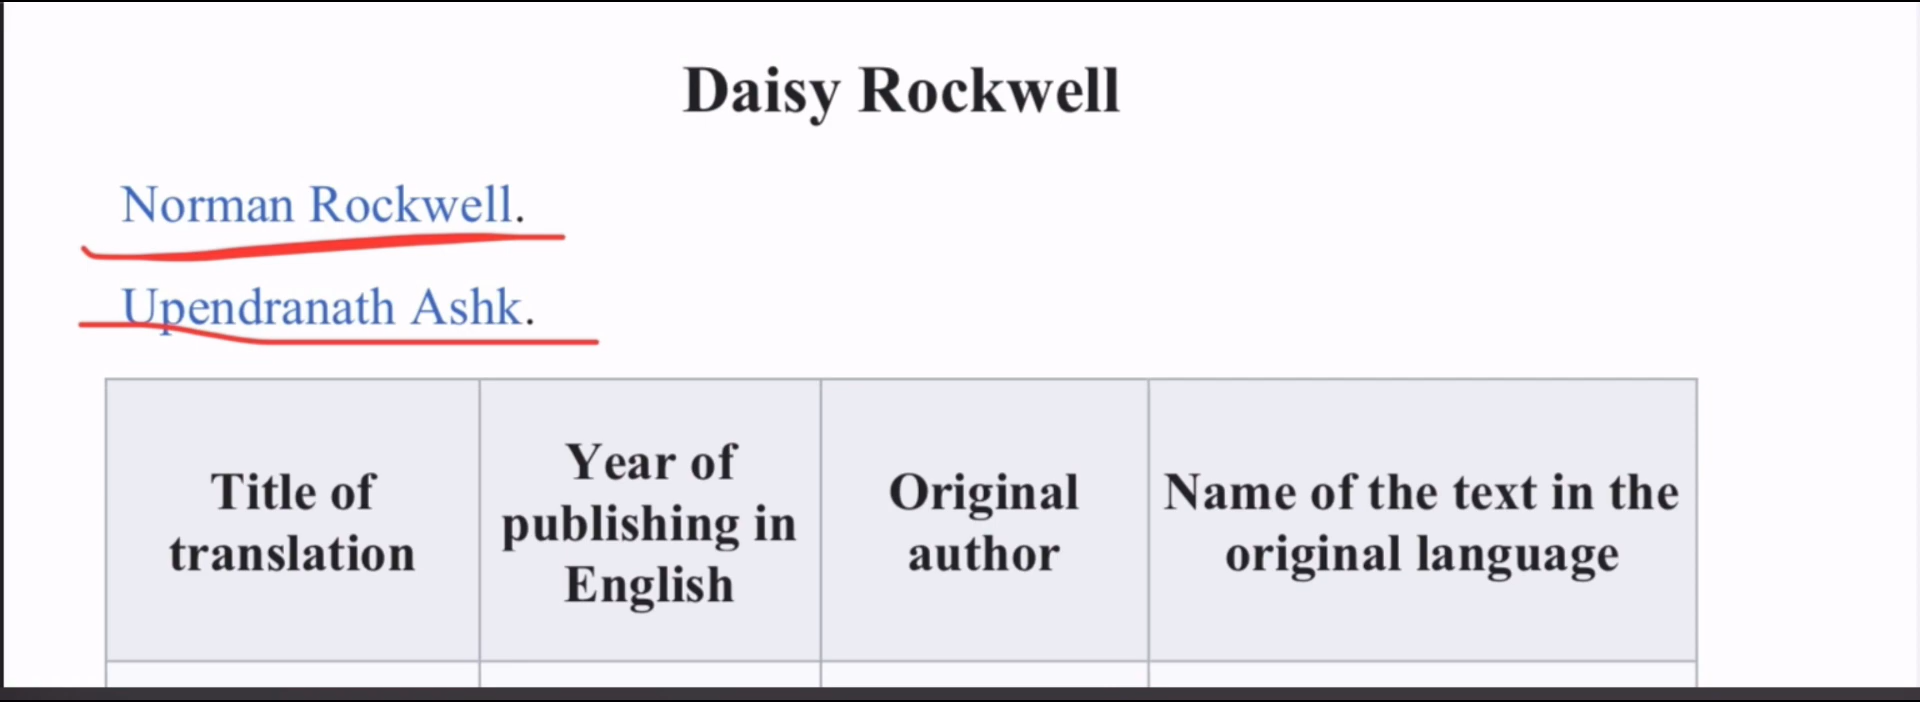 Daisy Rockwell
Norman Rockwell.
Upendranath Ashk.
Title of
translation
Year of
publishing in
English
Original
author
Name of the text in the
original language